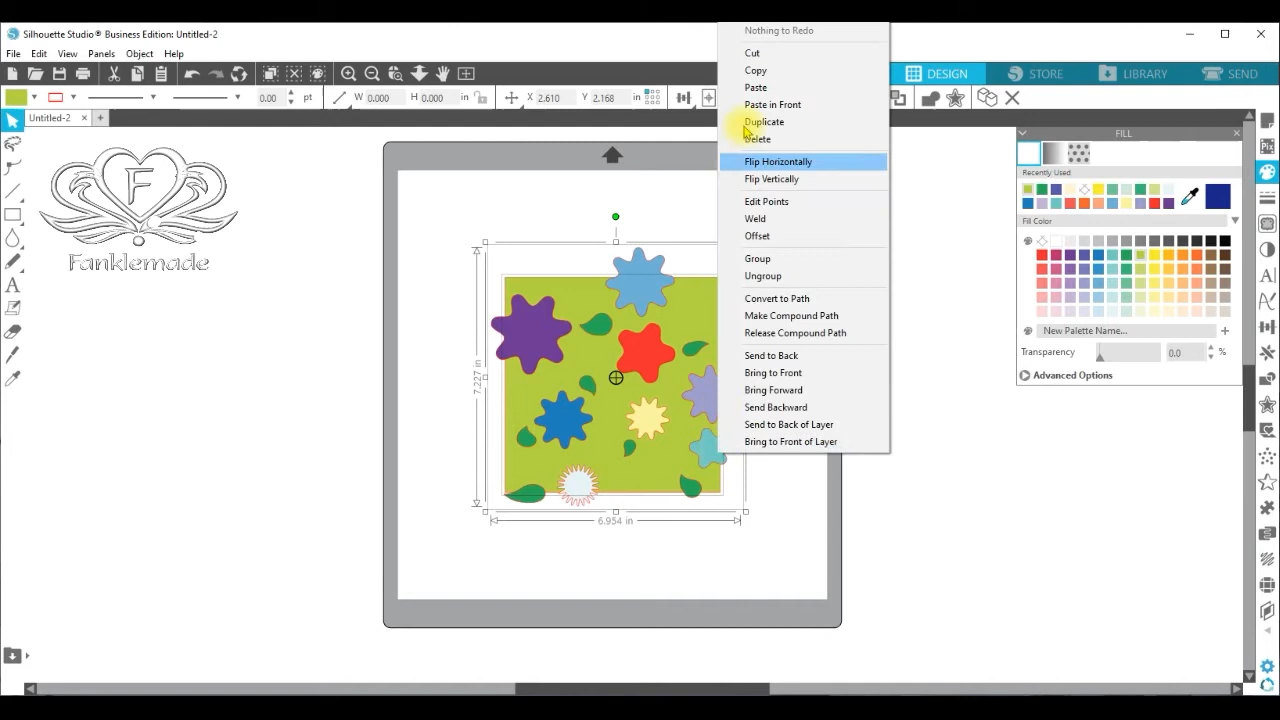 Silhouette Studio® Business Edition: Untitled-2
File Edit View Panels Object Help
DESIGN STORE LIBRARY SEND
0.00 pt W 0.000 H 0.000 in X 2.610 Y 2.168 in
Untitled-2 × +
F
Fanklemade
Nothing to Redo
Cut
Copy
Paste
Paste in Front
Duplicate
Delete
Flip Horizontally
Flip Vertically
Edit Points
Weld
Offset
Group
Ungroup
Convert to Path
Make Compound Path
Release Compound Path
Send to Back
Bring to Front
Bring Forward
Send Backward
Send to Back of Layer
Bring to Front of Layer
7.227 in
6.954 in
FILL
Recently Used
Fill Color
New Palette Name...
Transparency 0.0 %
Advanced Options
Pix